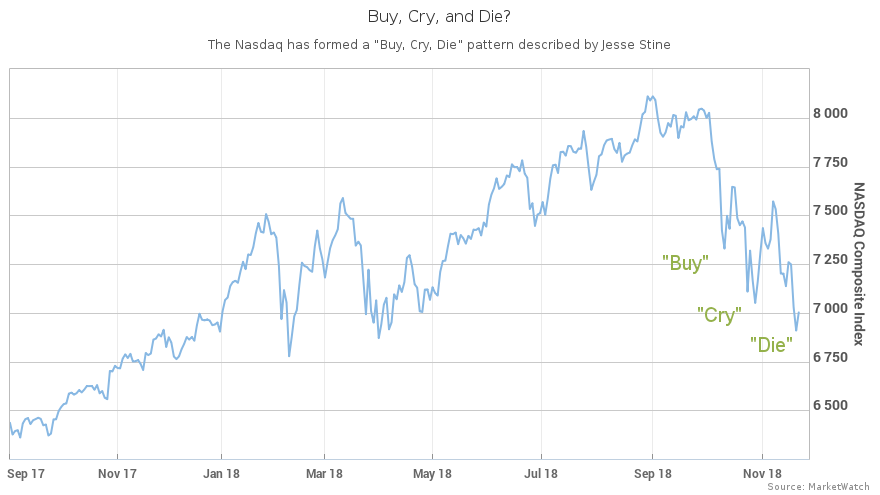 Buy, Cry, and Die?
The Nasdaq has formed a "Buy, Cry, Die" pattern described by Jesse Stine
8 000
7 750
7 500
7 250
7 000
6 750
6 500
NASDAQ Composite Index
"Buy"
"Cry"
"Die"
Sep 17 Nov 17 Jan 18 Mar 18 May 18 Jul 18 Sep 18 Nov 18
Source: MarketWatch